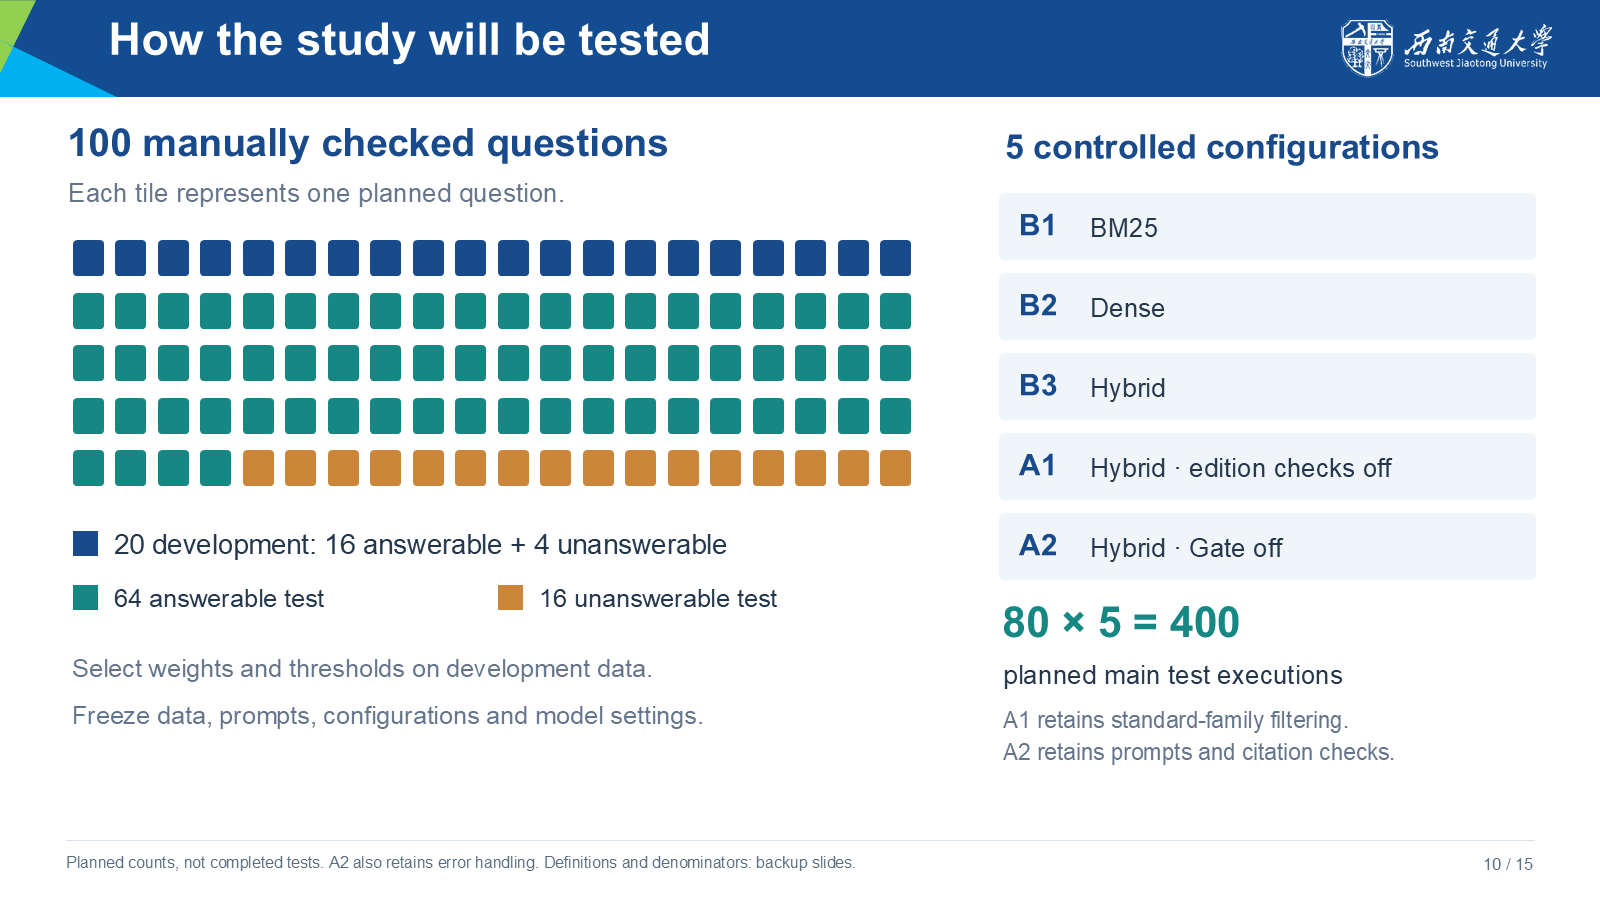 How the study will be tested
西南交通大學
Southwest Jiaotong University
100 manually checked questions
Each tile represents one planned question.
20 development: 16 answerable + 4 unanswerable
64 answerable test
16 unanswerable test
Select weights and thresholds on development data.
Freeze data, prompts, configurations and model settings.
5 controlled configurations
B1 BM25
B2 Dense
B3 Hybrid
A1 Hybrid · edition checks off
A2 Hybrid · Gate off
80 × 5 = 400
planned main test executions
A1 retains standard-family filtering.
A2 retains prompts and citation checks.
Planned counts, not completed tests. A2 also retains error handling. Definitions and denominators: backup slides.
10 / 15